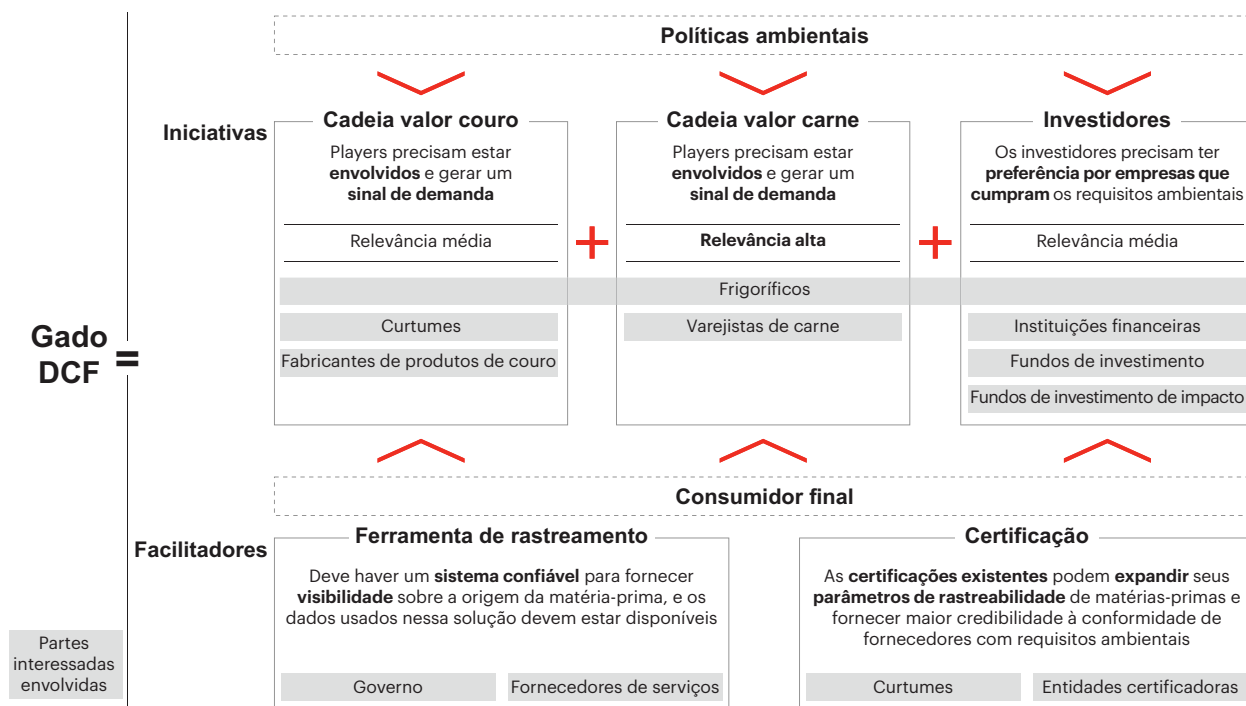 Políticas ambientais
Iniciativas
Cadeia valor couro
Players precisam estar
envolvidos e gerar um
sinal de demanda
Relevância média
+
Cadeia valor carne
Players precisam estar
envolvidos e gerar um
sinal de demanda
Relevância alta
+
Investidores
Os investidores precisam ter
preferência por empresas que
cumpram os requisitos ambientais
Relevância média
Frigoríficos
Curtumes
Fabricantes de produtos de couro
Varejistas de carne
Instituições financeiras
Fundos de investimento
Fundos de investimento de impacto
Gado
DCF
=
Consumidor final
Facilitadores
Ferramenta de rastreamento
Deve haver um sistema confiável para fornecer
visibilidade sobre a origem da matéria-prima, e os
dados usados nessa solução devem estar disponíveis
Governo
Fornecedores de serviços
Certificação
As certificações existentes podem expandir seus
parâmetros de rastreabilidade de matérias-primas e
fornecer maior credibilidade à conformidade de
fornecedores com requisitos ambientais
Curtumes
Entidades certificadoras
Partes
interessadas
envolvidas